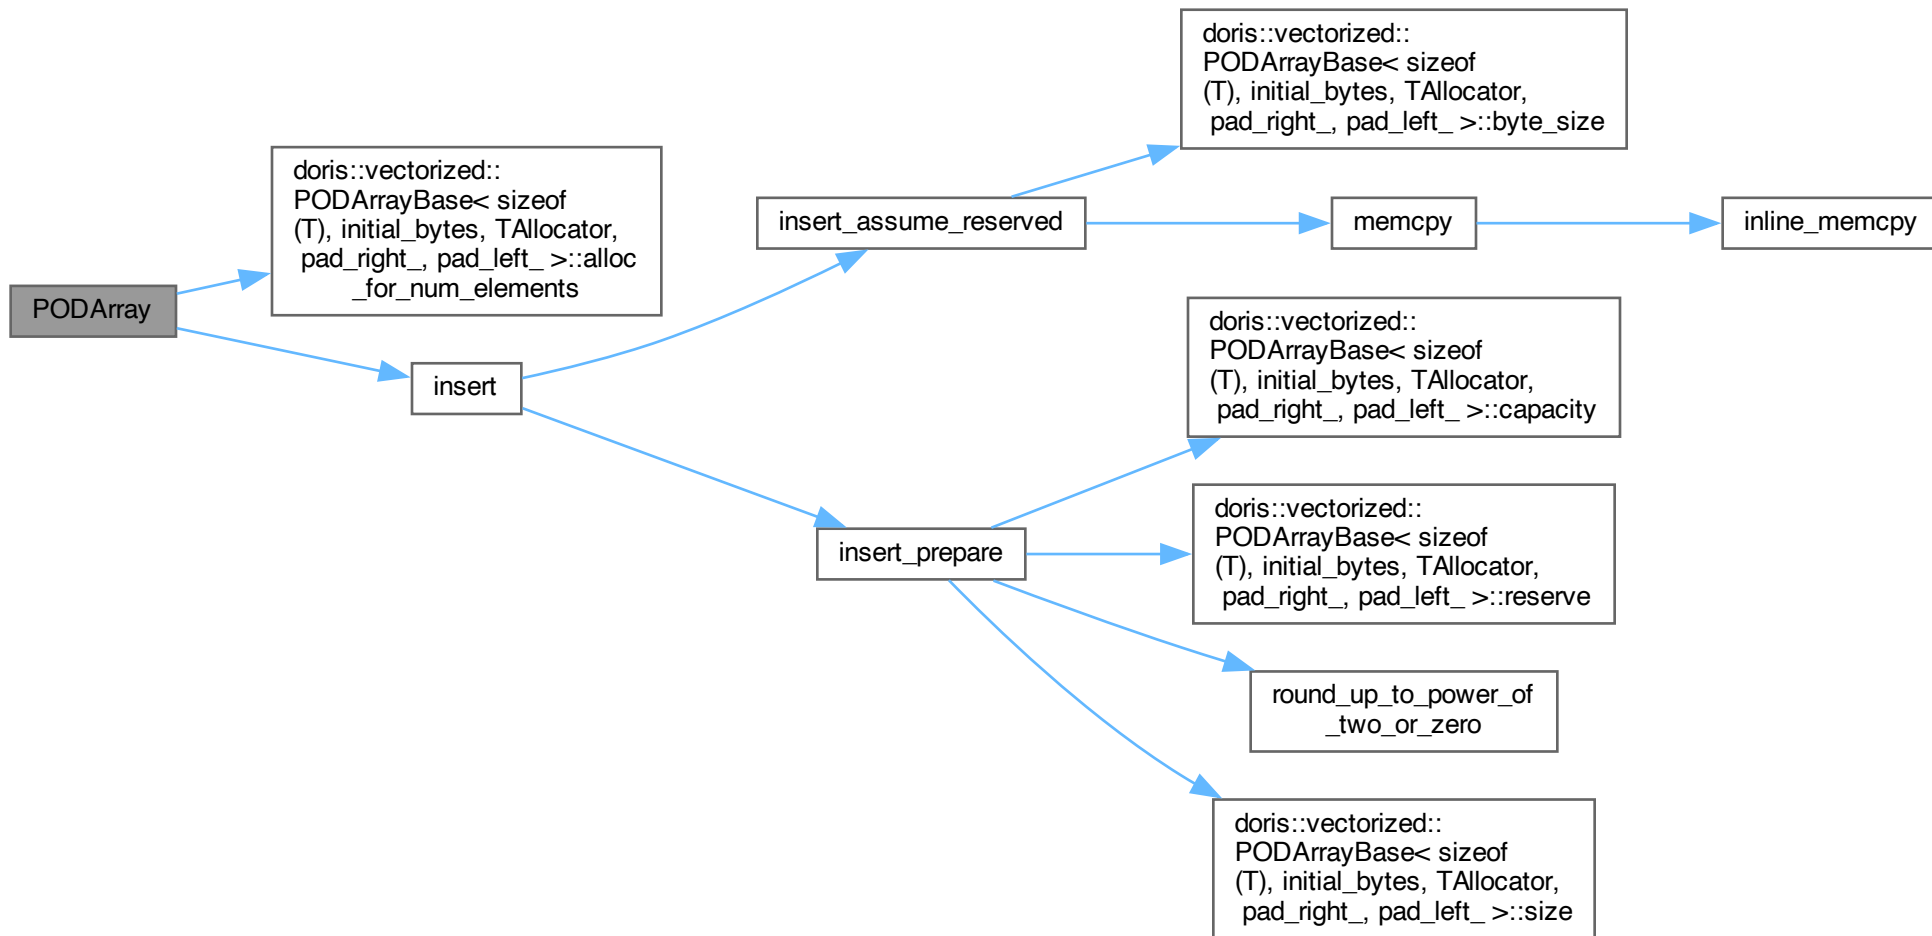 PODArray
doris::vectorized::
PODArrayBase< sizeof
(T), initial_bytes, TAllocator,
pad_right_, pad_left_ >::alloc
_for_num_elements
insert
insert_assume_reserved
insert_prepare
doris::vectorized::
PODArrayBase< sizeof
(T), initial_bytes, TAllocator,
pad_right_, pad_left_ >::byte_size
memcpy
inline_memcpy
doris::vectorized::
PODArrayBase< sizeof
(T), initial_bytes, TAllocator,
pad_right_, pad_left_ >::capacity
doris::vectorized::
PODArrayBase< sizeof
(T), initial_bytes, TAllocator,
pad_right_, pad_left_ >::reserve
round_up_to_power_of
_two_or_zero
doris::vectorized::
PODArrayBase< sizeof
(T), initial_bytes, TAllocator,
pad_right_, pad_left_ >::size